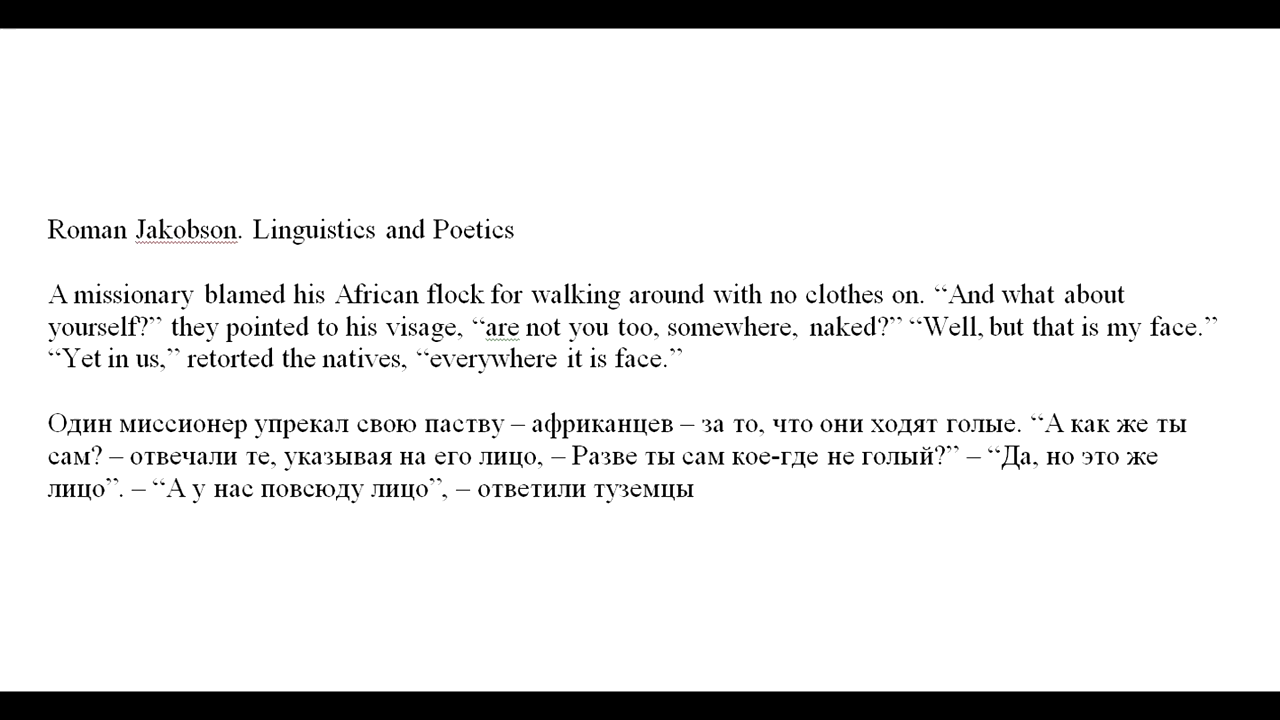 Roman Jakobson. Linguistics and Poetics
A missionary blamed his African flock for walking around with no clothes on. “And what about
yourself?” they pointed to his visage, “are not you too, somewhere, naked?” “Well, but that is my face.”
“Yet in us,” retorted the natives, “everywhere it is face.”
Один миссионер упрекал свою паству – африканцев – за то, что они ходят голые. “А как же ты
сам? – отвечали те, указывая на его лицо, – Разве ты сам кое-где не голый?” – “Да, но это же
лицо”. – “А у нас повсюду лицо”, – ответили туземцы